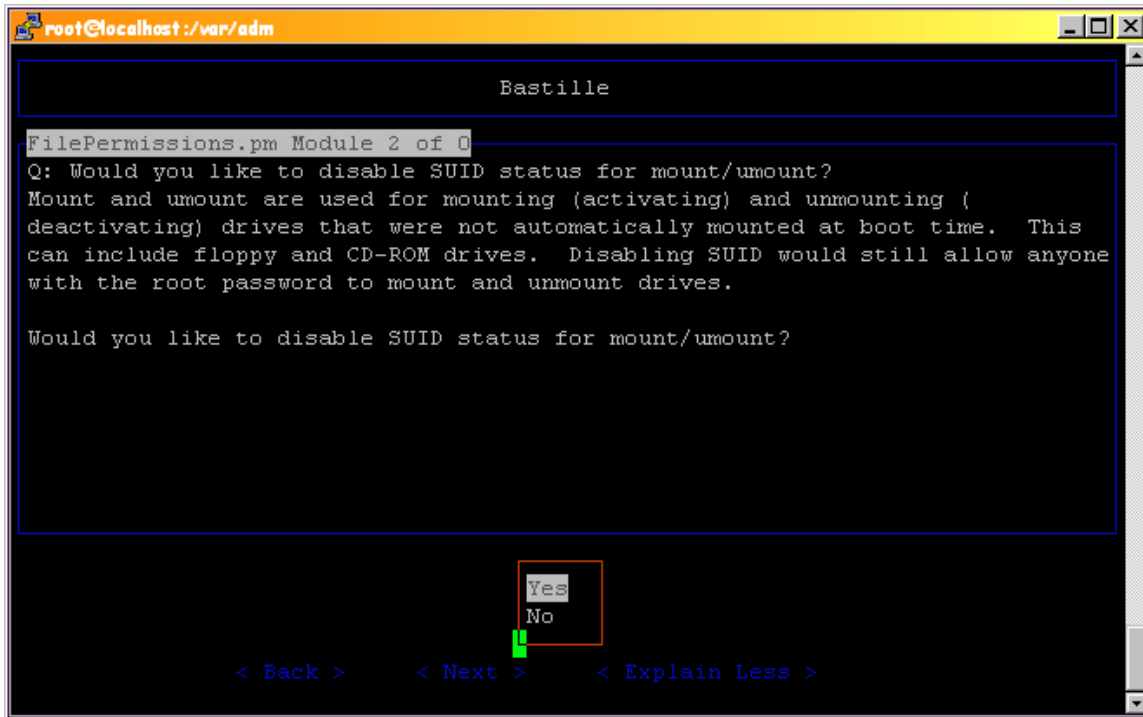 root@localhost:/var/adm
Bastille
FilePermissions.pm Module 2 of 0
Q: Would you like to disable SUID status for mount/umount?
Mount and umount are used for mounting (activating) and unmounting (
deactivating) drives that were not automatically mounted at boot time.  This
can include floppy and CD-ROM drives.  Disabling SUID would still allow anyone
with the root password to mount and unmount drives.
Would you like to disable SUID status for mount/umount?
Yes
No
< Back >    < Next >    < Explain Less >